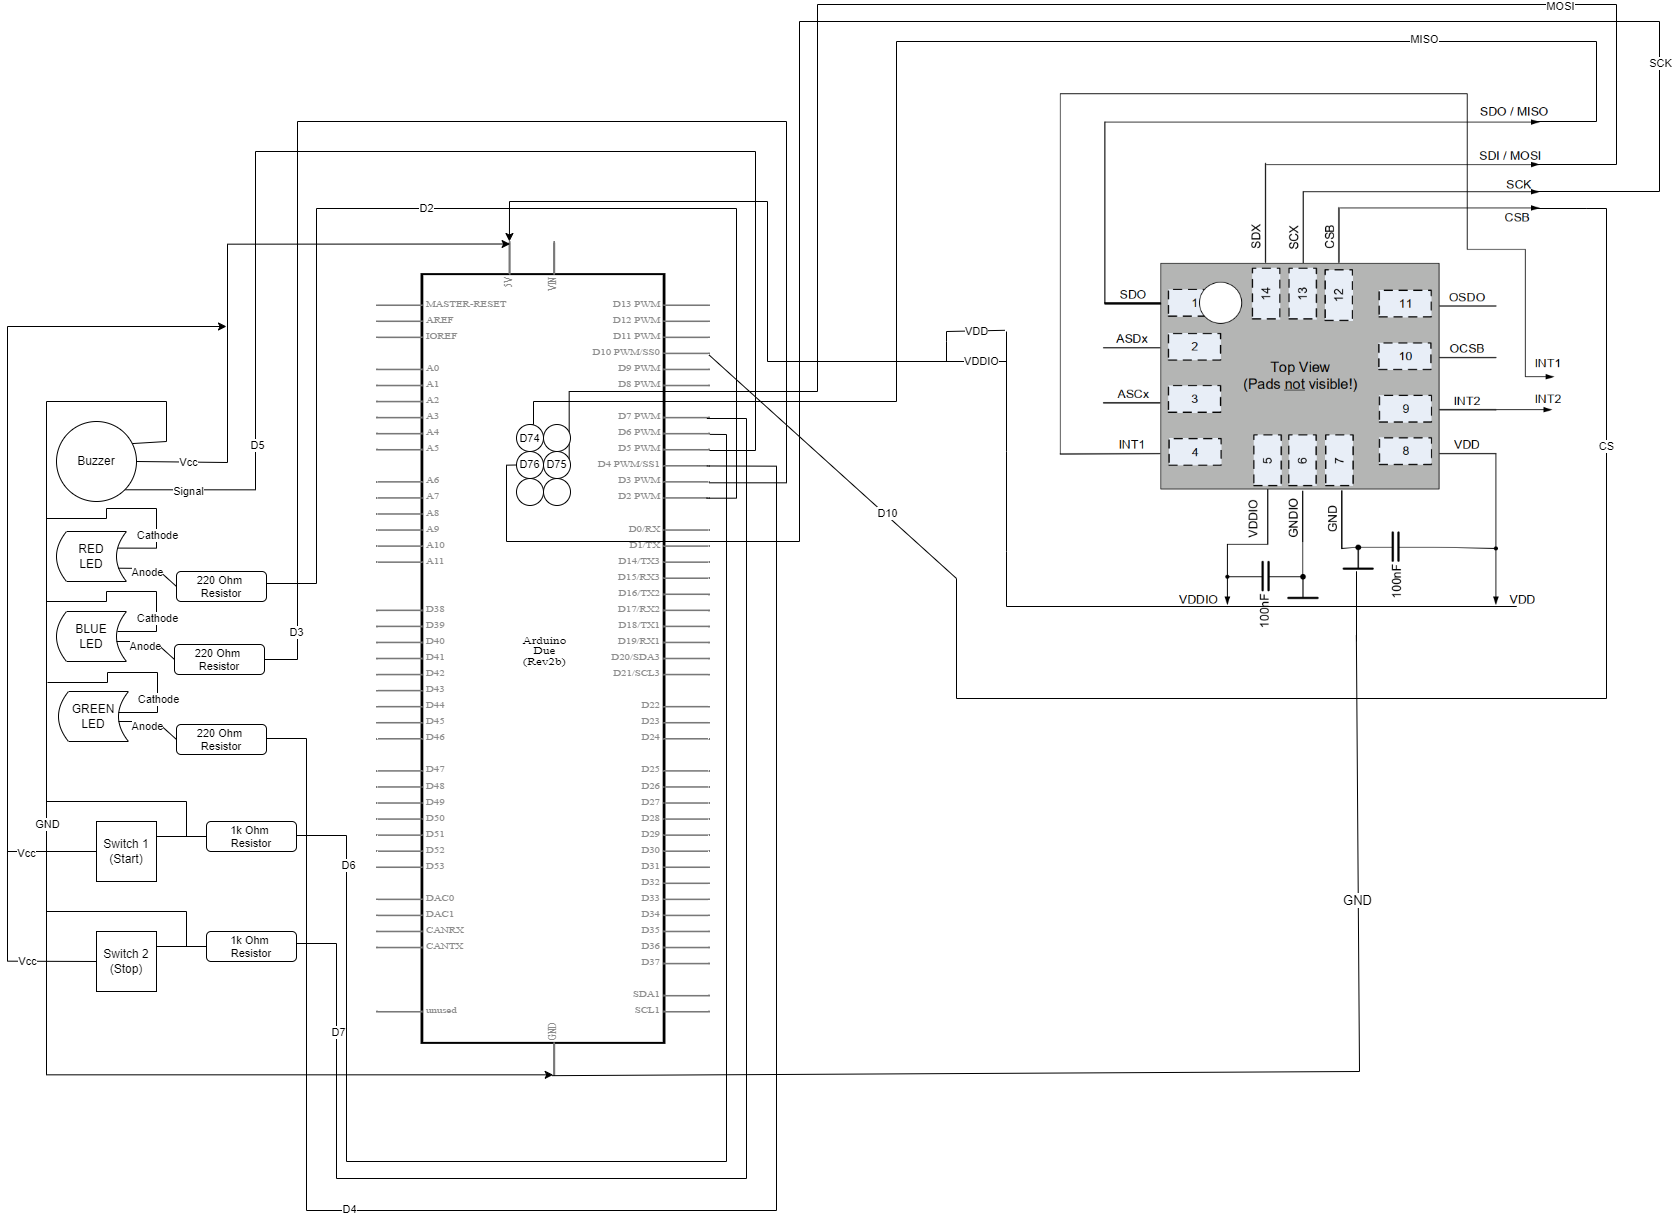 MOSI
MISO
SCK
SDO / MISO
SDI / MOSI
SCK
CSB
D2
SDX
SCX
CSB
5V
VIN
MASTER-RESET
AREF
IOREF
A0
A1
A2
A3
A4
A5
A6
A7
A8
A9
A10
A11
D38
D39
D40
D41
D42
D43
D44
D45
D46
D47
D48
D49
D50
D51
D52
D53
DAC0
DAC1
CANRX
CANTX
unused
D13 PWM
D12 PWM
D11 PWM
D10 PWM/SS0
D9 PWM
D8 PWM
D7 PWM
D6 PWM
D5 PWM
D4 PWM/SS1
D3 PWM
D2 PWM
D0/RX
D1/TX
D14/TX3
D15/RX3
D16/TX2
D17/RX2
D18/TX1
D19/RX1
D20/SDA3
D21/SCL3
D22
D23
D24
D25
D26
D27
D28
D29
D30
D31
D32
D33
D34
D35
D36
D37
SDA1
SCL1
GND
Arduino
Due
(Rev2b)
D74
D76
D75
Buzzer
Vcc
Signal
D5
RED
LED
Cathode
Anode
220 Ohm
Resistor
BLUE
LED
Cathode
Anode
220 Ohm
Resistor
D3
GREEN
LED
Cathode
Anode
220 Ohm
Resistor
GND
Switch 1
(Start)
Vcc
1k Ohm
Resistor
D6
Switch 2
(Stop)
Vcc
1k Ohm
Resistor
D7
D4
D10
VDD
VDDIO
SDO
ASDx
ASCx
INT1
1
2
3
4
14
13
12
11
10
9
8
5
6
7
Top View
(Pads not visible!)
OSDO
OCSB
INT2
VDD
INT1
INT2
CS
VDDIO
GNDIO
GND
VDDIO
100nF
100nF
VDD
GND